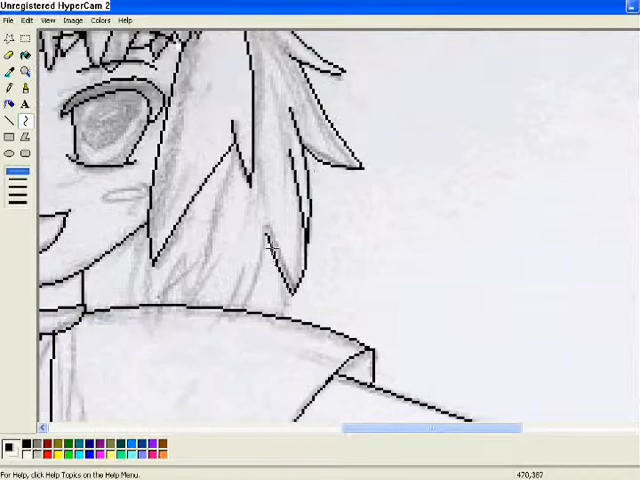 Unregistered HyperCam 2
File Edit View Image Colors Help
A
For Help, click Help Topics on the Help Menu.
470,387